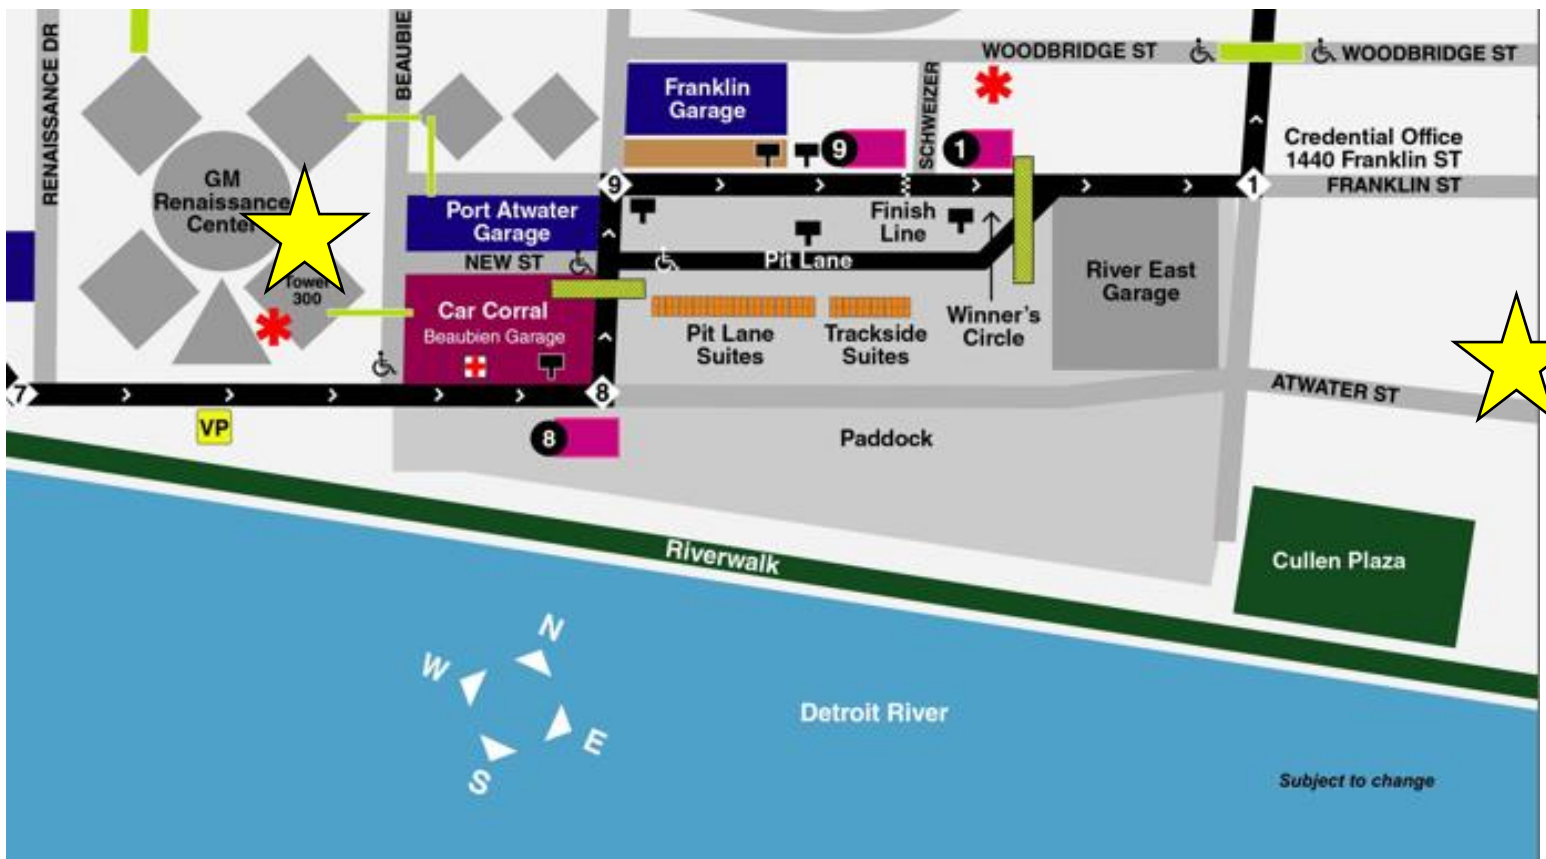 RENAISSANCE DR
BEAUBIE
WOODBRIDGE ST
WOODBRIDGE ST
Franklin
Garage
SCHWEIZER
9
1
Credential Office
1440 Franklin ST
FRANKLIN ST
GM
Renaissance
Center
9
1
Port Atwater
Garage
Finish
Line
NEW ST
Pit Lane
River East
Garage
Tower
300
Car Corral
Beaubien Garage
Pit Lane
Suites
Trackside
Suites
Winner's
Circle
7
8
ATWATER ST
VP
8
Paddock
Riverwalk
Cullen Plaza
N
W
E
S
Detroit River
Subject to change